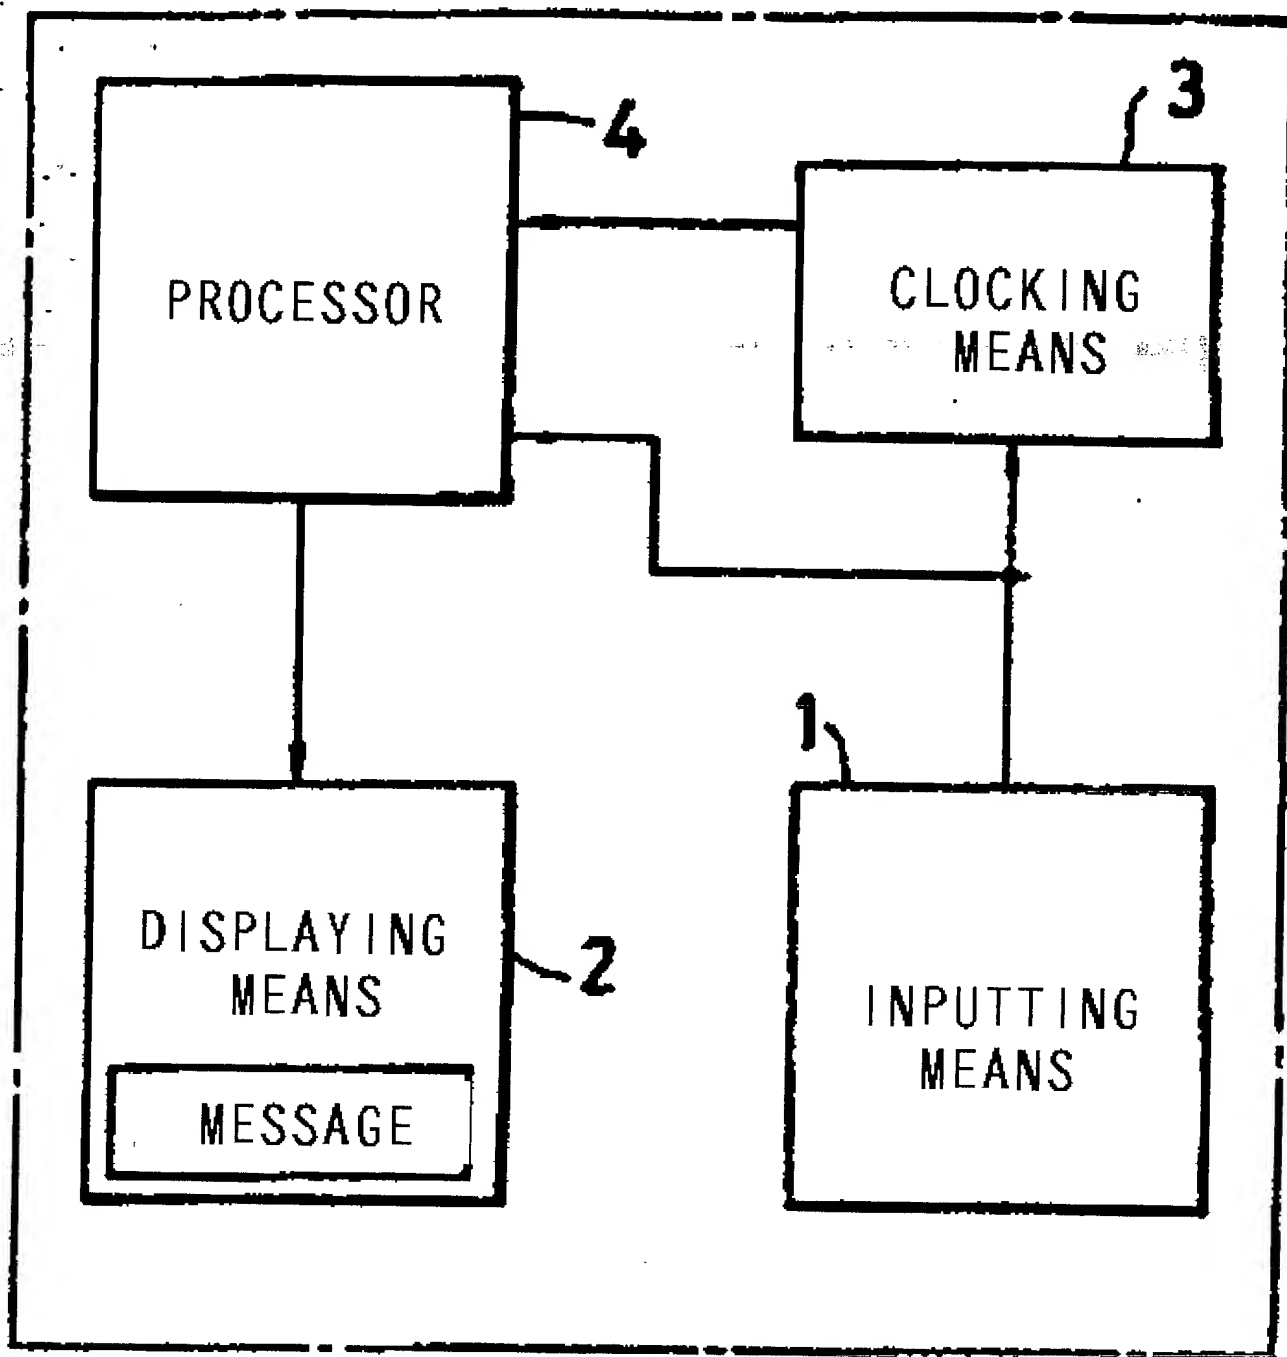 4
3
PROCESSOR
CLOCKING
MEANS
1
DISPLAYING
MEANS
2
INPUTTING
MEANS
MESSAGE